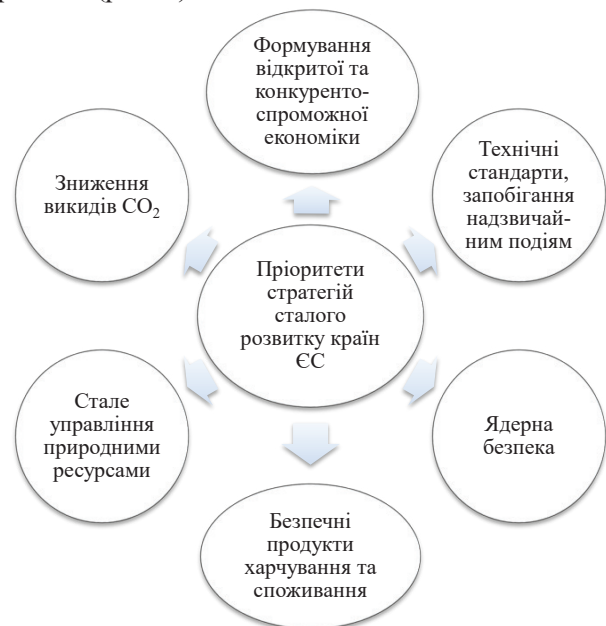 Формування
відкритої та
конкуренто-
спроможної
економіки
Технічні
стандарти,
запобігання
надзвичай-
ним подіям
Зниження
викидів CO₂
Пріоритети
стратегій
сталого
розвитку країн
ЄС
Стале
управління
природними
ресурсами
Ядерна
безпека
Безпечні
продукти
харчування та
споживання